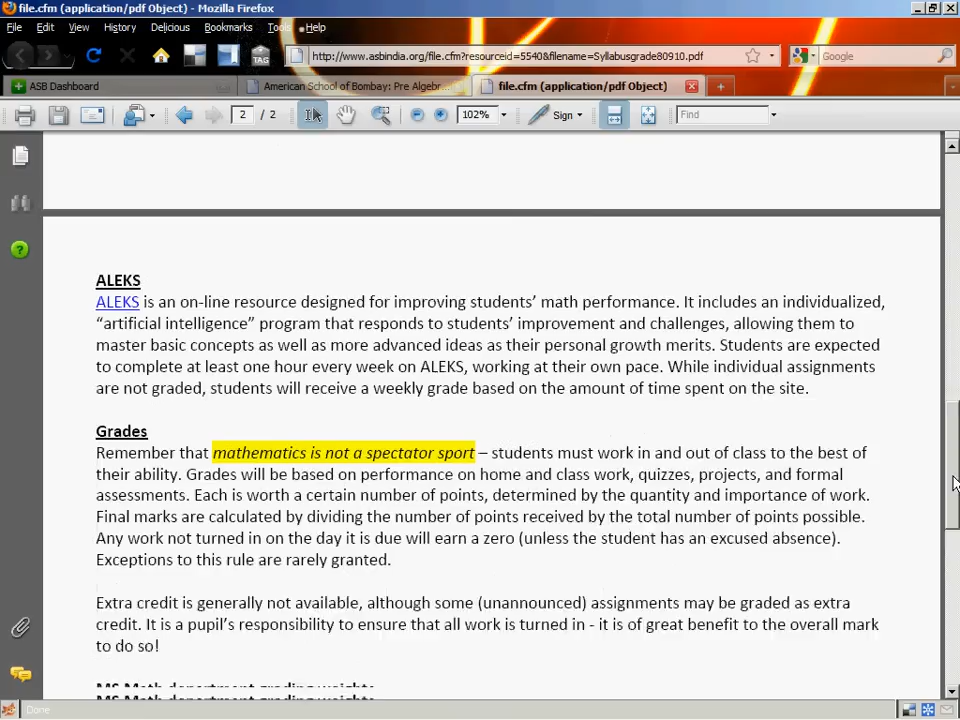 file.cfm (application/pdf Object) - Mozilla Firefox
File Edit View History Delicious Bookmarks Tools Help
TAG http://www.asbindia.org/file.cfm?resourceid=5540&filename=Syllabusgrade80910.pdf Google
ASB Dashboard American School of Bombay: Pre Algebr... file.cfm (application/pdf Object)
2 / 2 102% Sign Find
ALEKS
ALEKS is an on-line resource designed for improving students’ math performance. It includes an individualized,
“artificial intelligence” program that responds to students’ improvement and challenges, allowing them to
master basic concepts as well as more advanced ideas as their personal growth merits. Students are expected
to complete at least one hour every week on ALEKS, working at their own pace. While individual assignments
are not graded, students will receive a weekly grade based on the amount of time spent on the site.
Grades
Remember that mathematics is not a spectator sport – students must work in and out of class to the best of
their ability. Grades will be based on performance on home and class work, quizzes, projects, and formal
assessments. Each is worth a certain number of points, determined by the quantity and importance of work.
Final marks are calculated by dividing the number of points received by the total number of points possible.
Any work not turned in on the day it is due will earn a zero (unless the student has an excused absence).
Exceptions to this rule are rarely granted.
Extra credit is generally not available, although some (unannounced) assignments may be graded as extra
credit. It is a pupil’s responsibility to ensure that all work is turned in - it is of great benefit to the overall mark
to do so!
MS Math department grading weights
Done